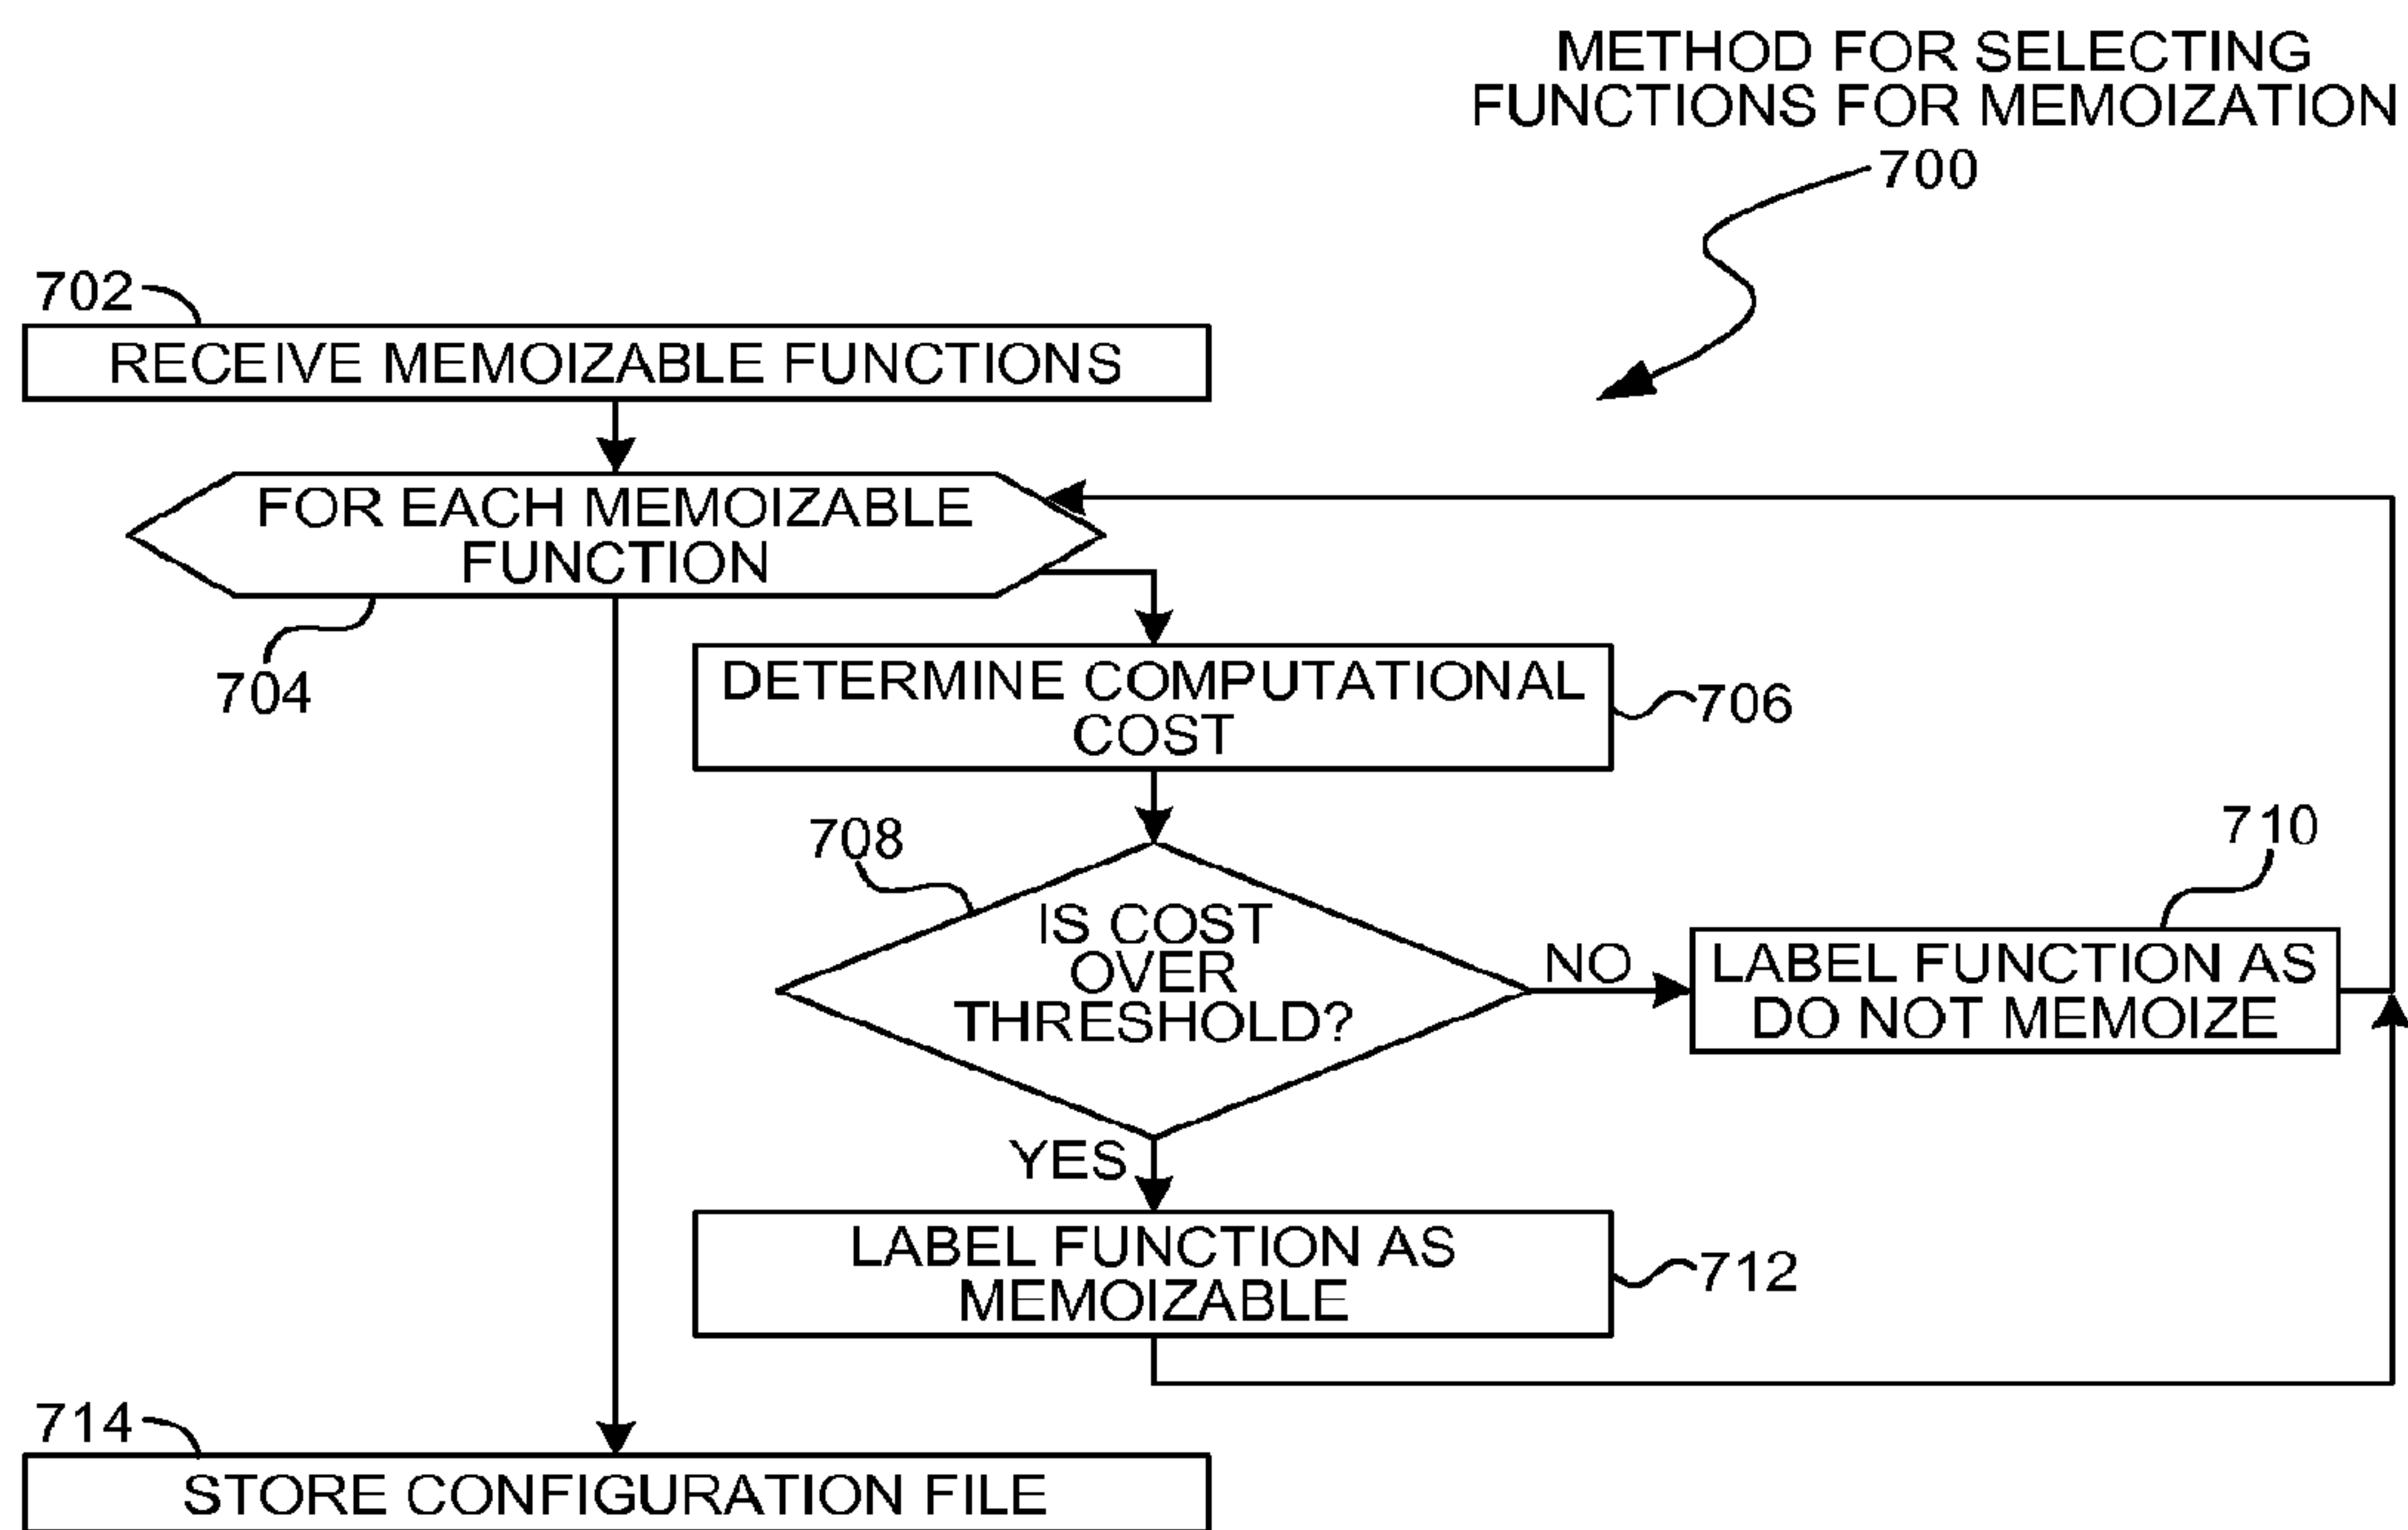 METHOD FOR SELECTING
FUNCTIONS FOR MEMOIZATION
700
702
RECEIVE MEMOIZABLE FUNCTIONS
FOR EACH MEMOIZABLE
FUNCTION
704
DETERMINE COMPUTATIONAL
COST
706
708
IS COST
OVER
THRESHOLD?
NO
710
LABEL FUNCTION AS
DO NOT MEMOIZE
YES
LABEL FUNCTION AS
MEMOIZABLE
712
714
STORE CONFIGURATION FILE